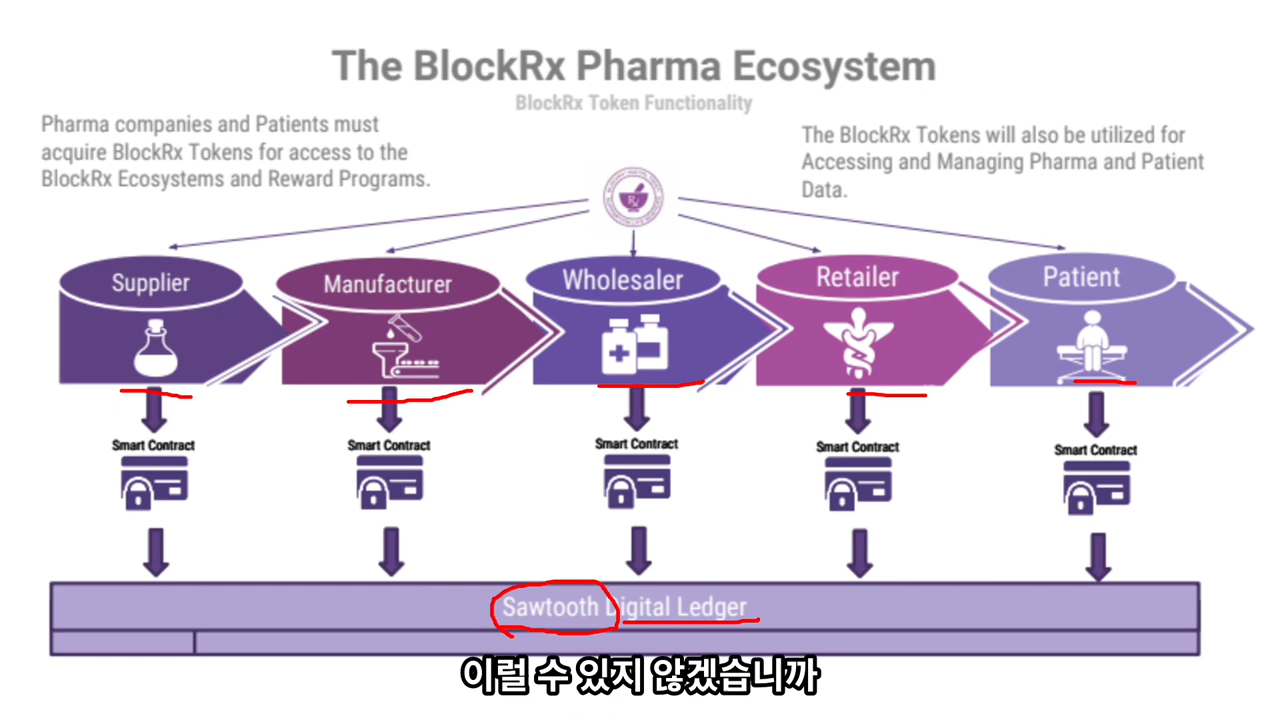 The BlockRx Pharma Ecosystem
BlockRx Token Functionality
Pharma companies and Patients must
acquire BlockRx Tokens for access to the
BlockRx Ecosystems and Reward Programs.
The BlockRx Tokens will also be utilized for
Accessing and Managing Pharma and Patient
Data.
Rx
Supplier
Manufacturer
Wholesaler
Retailer
Patient
Smart Contract
Smart Contract
Smart Contract
Smart Contract
Smart Contract
Sawtooth Digital Ledger
이럴 수 있지 않겠습니까